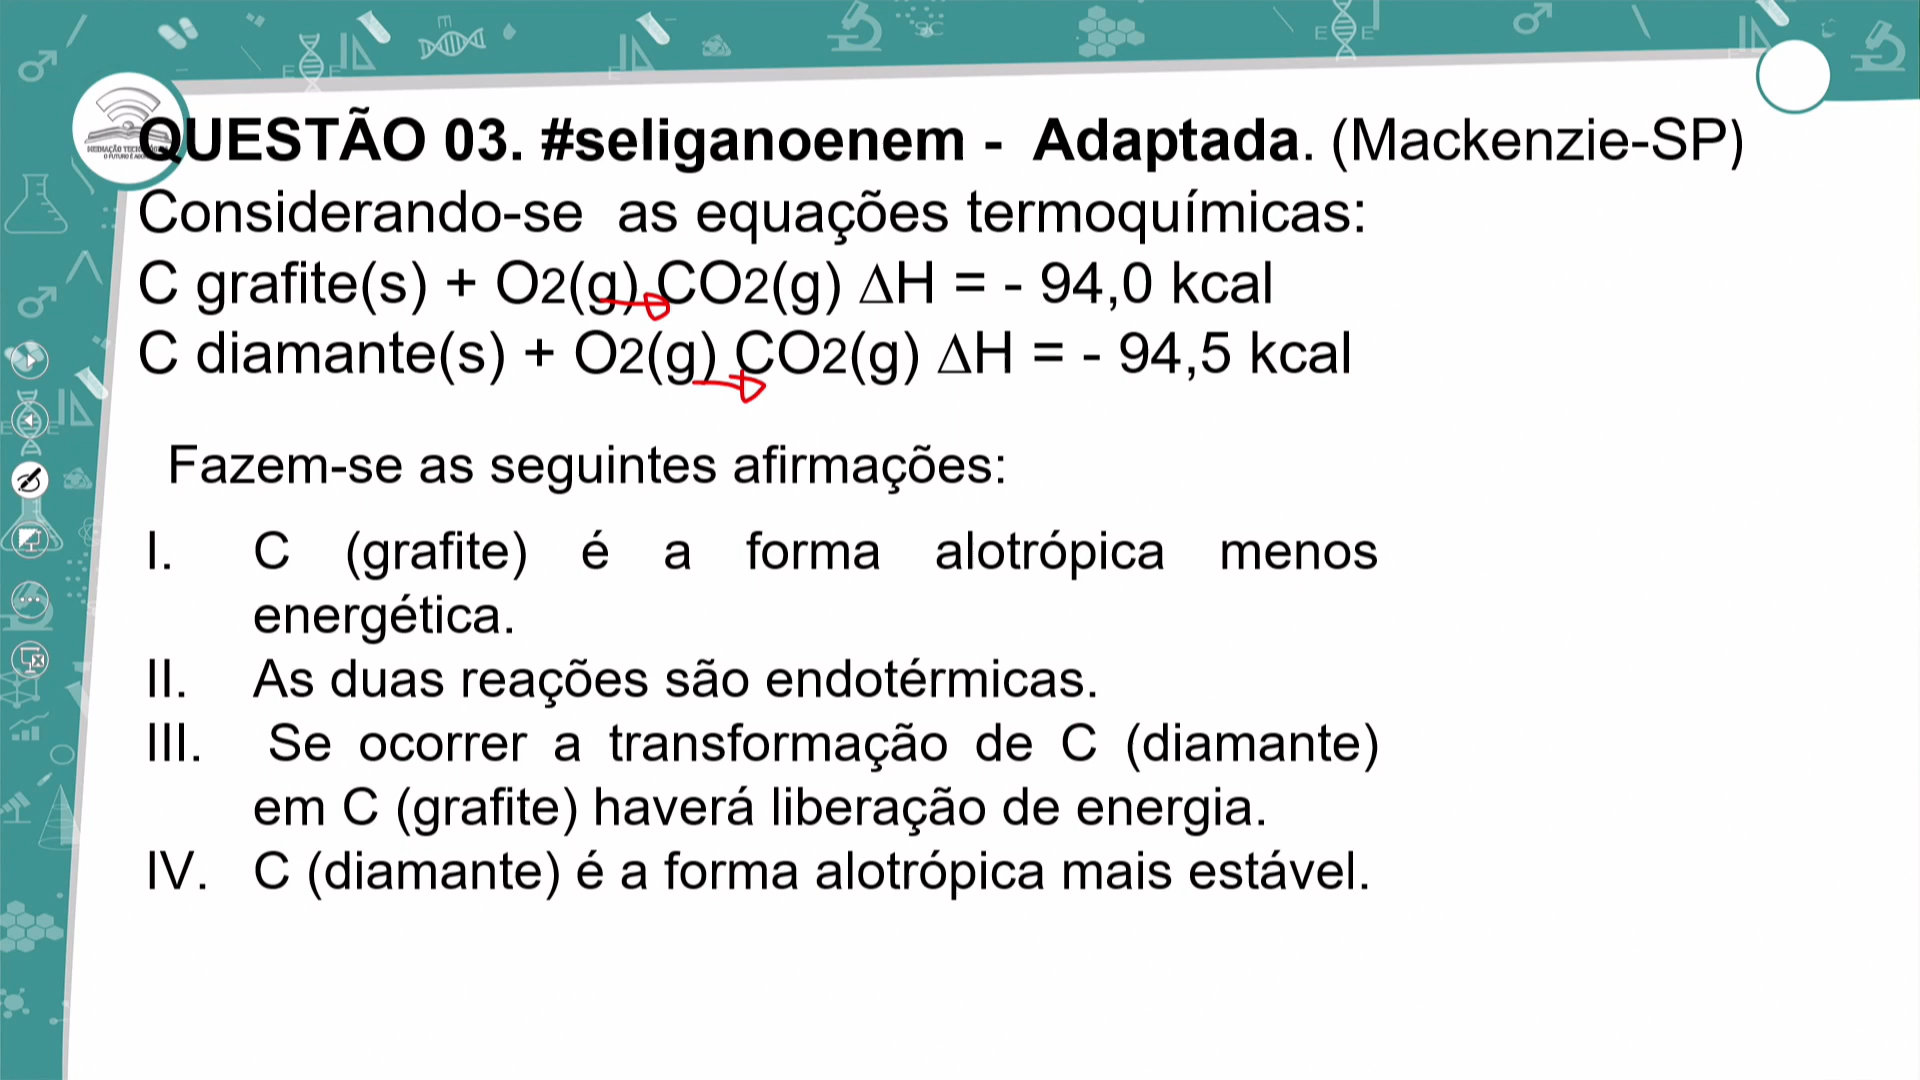 QUESTÃO 03. #seliganoenem - Adaptada. (Mackenzie-SP)
Considerando-se as equações termoquímicas:
C grafite(s) + O2(g) CO2(g) ∆H = - 94,0 kcal
C diamante(s) + O2(g) CO2(g) ∆H = - 94,5 kcal
Fazem-se as seguintes afirmações:
I. C (grafite) é a forma alotrópica menos
energética.
II. As duas reações são endotérmicas.
III. Se ocorrer a transformação de C (diamante)
em C (grafite) haverá liberação de energia.
IV. C (diamante) é a forma alotrópica mais estável.